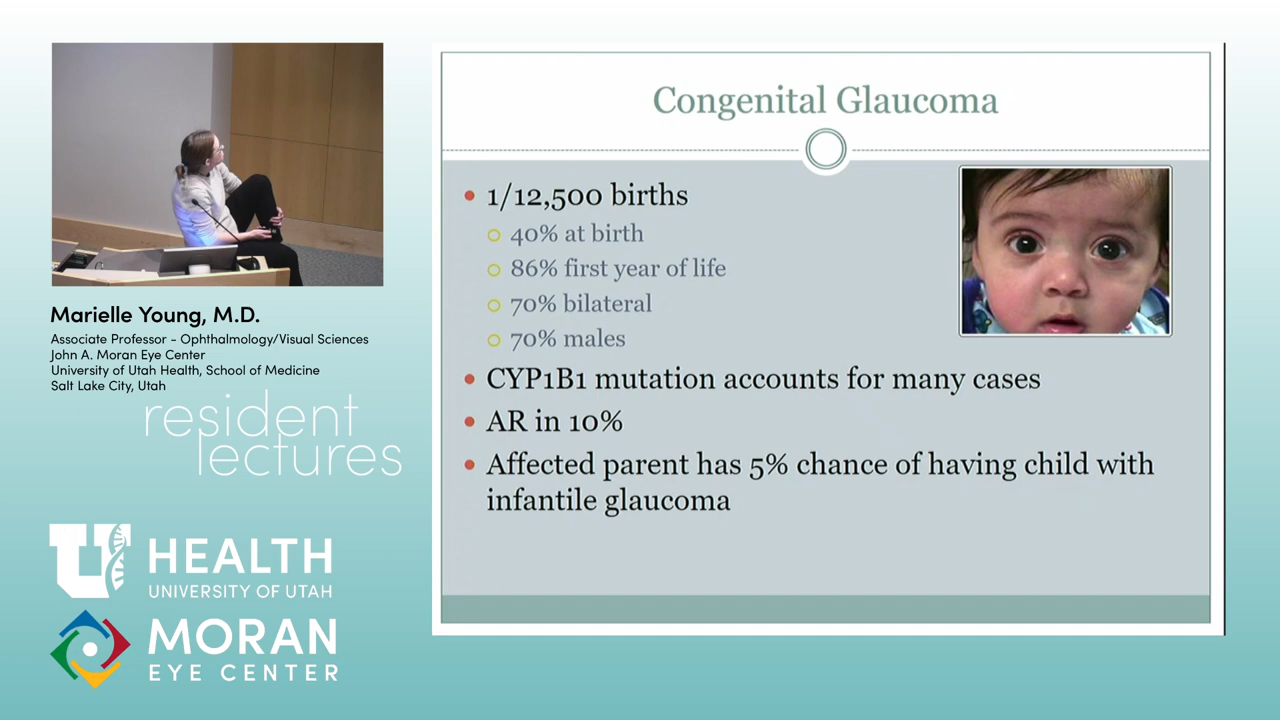 Congenital Glaucoma
1/12,500 births
40% at birth
86% first year of life
70% bilateral
70% males
CYP1B1 mutation accounts for many cases
AR in 10%
Affected parent has 5% chance of having child with
infantile glaucoma
Marielle Young, M.D.
Associate Professor - Ophthalmology/Visual Sciences
John A. Moran Eye Center
University of Utah Health, School of Medicine
Salt Lake City, Utah
resident
lectures
U HEALTH
UNIVERSITY OF UTAH
MORAN
EYE CENTER